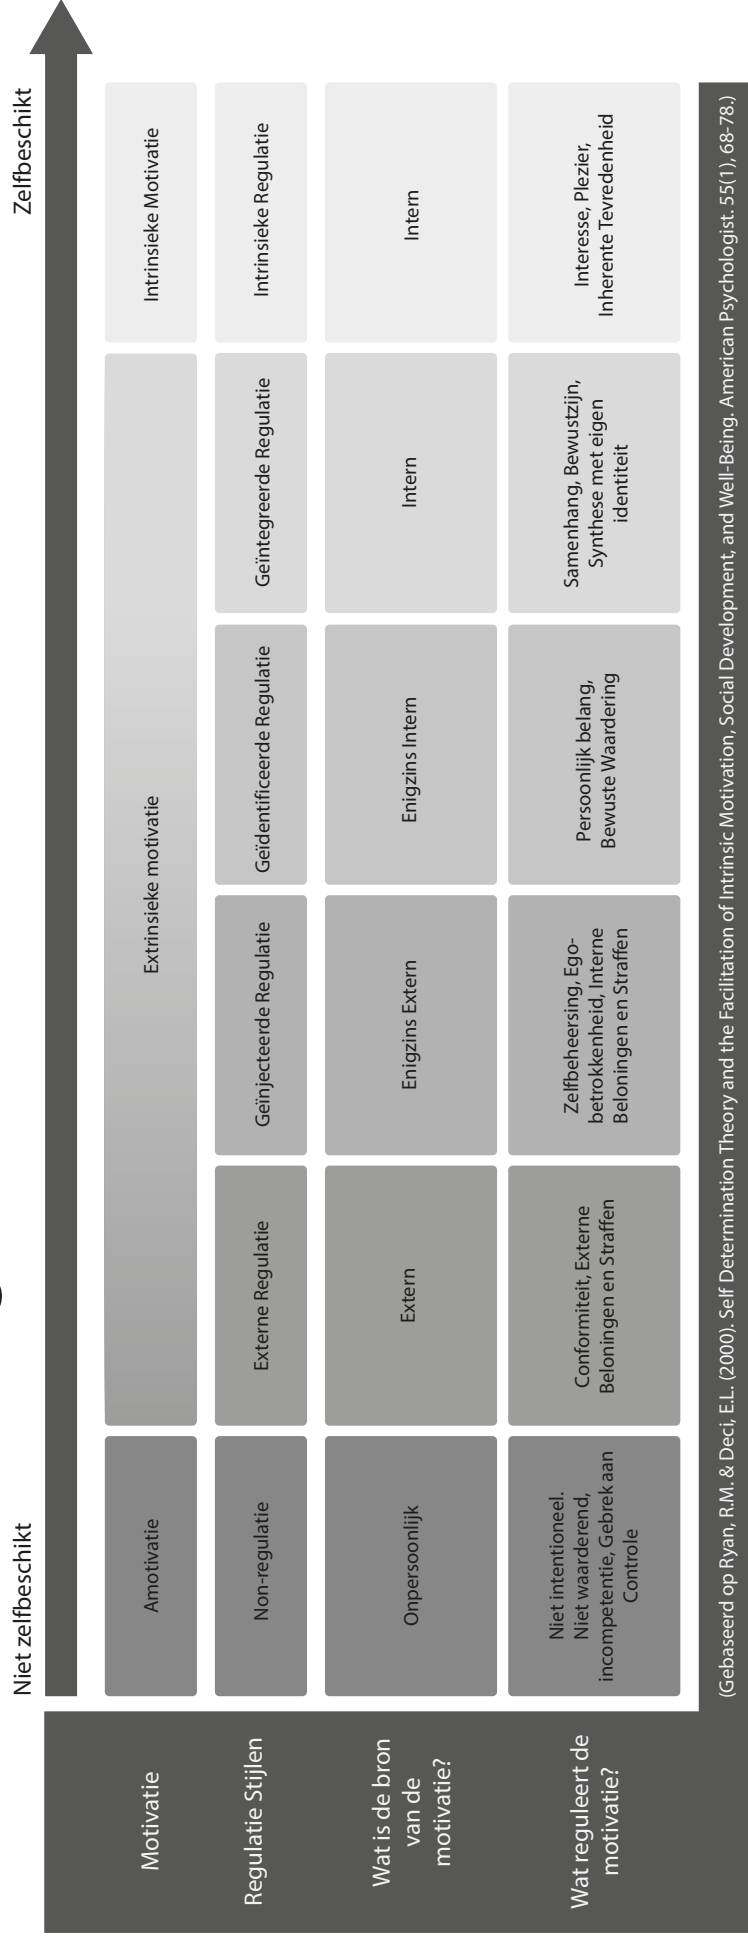 Niet zelfbeschikt
Zelfbeschikt
Motivatie
Amotivatie
Extrinsieke motivatie
Intrinsieke Motivatie
Regulatie Stijlen
Non-regulatie
Externe Regulatie
Geïnjecteerde Regulatie
Geïdentificeerde Regulatie
Geïntegreerde Regulatie
Intrinsieke Regulatie
Wat is de bron
van de
motivatie?
Onpersoonlijk
Extern
Enigzins Extern
Enigzins Intern
Intern
Intern
Wat reguleert de
motivatie?
Niet intentioneel.
Niet waarderend,
incompetentie, Gebrek aan
Controle
Conformiteit, Externe
Beloningen en Straffen
Zelfbeheersing, Ego-
betrokkenheid, Interne
Beloningen en Straffen
Persoonlijk belang,
Bewuste Waardering
Samenhang, Bewustzijn,
Synthese met eigen
identiteit
Interesse, Plezier,
Inherente Tevredenheid
(Gebaseerd op Ryan, R.M. & Deci, E.L. (2000). Self Determination Theory and the Facilitation of Intrinsic Motivation, Social Development, and Well-Being. American Psychologist. 55(1), 68-78.)